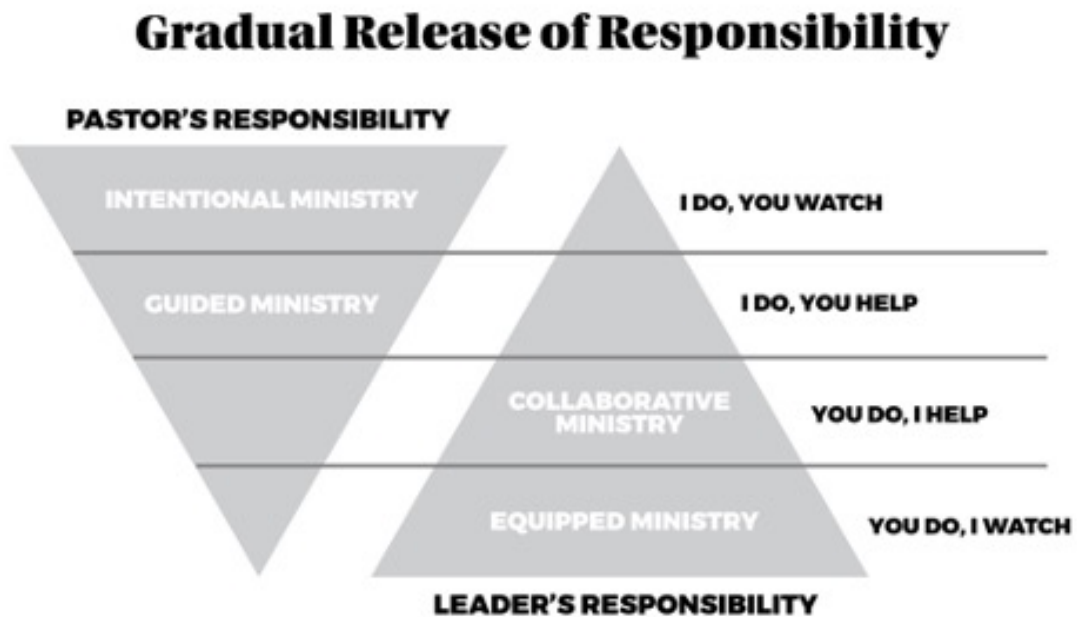 Gradual Release of Responsibility
PASTOR'S RESPONSIBILITY
INTENTIONAL MINISTRY
I DO, YOU WATCH
GUIDED MINISTRY
I DO, YOU HELP
COLLABORATIVE
MINISTRY
YOU DO, I HELP
EQUIPPED MINISTRY
YOU DO, I WATCH
LEADER'S RESPONSIBILITY